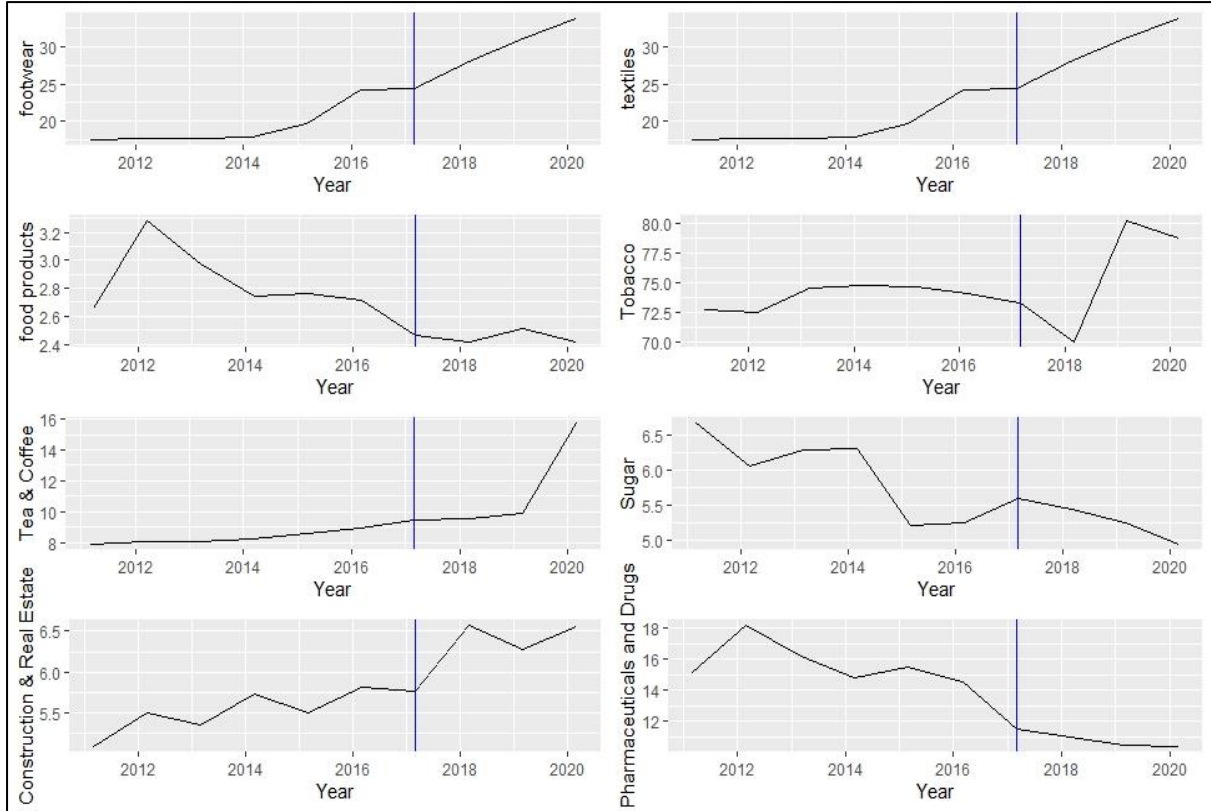 footwear
30
25
20
2012 2014 2016 2018 2020
Year
textiles
30
25
20
2012 2014 2016 2018 2020
Year
food products
3.2
3.0
2.8
2.6
2.4
2012 2014 2016 2018 2020
Year
Tobacco
80.0
77.5
75.0
72.5
70.0
2012 2014 2016 2018 2020
Year
Tea & Coffee
16
14
12
10
8
2012 2014 2016 2018 2020
Year
Sugar
6.5
6.0
5.5
5.0
2012 2014 2016 2018 2020
Year
Construction & Real Estate
6.5
6.0
5.5
2012 2014 2016 2018 2020
Year
Pharmaceuticals and Drugs
18
16
14
12
2012 2014 2016 2018 2020
Year